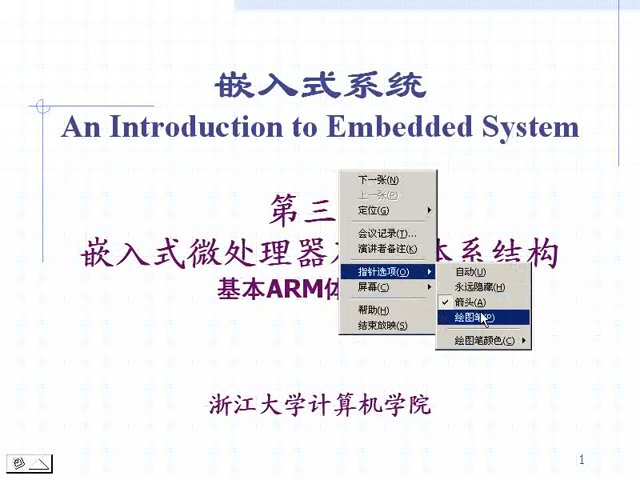 嵌入式系统
An Introduction to Embedded System
第三
嵌入式微处理器 体系结构
基本ARM体
下一张(N)
上一张(P)
定位(G)
会议记录(T)...
演讲者备注(K)
指针选项(O)
屏幕(C)
帮助(H)
结束放映(S)
自动(U)
永远隐藏(H)
箭头(A)
绘图笔(P)
绘图笔颜色(C)
浙江大学计算机学院
1